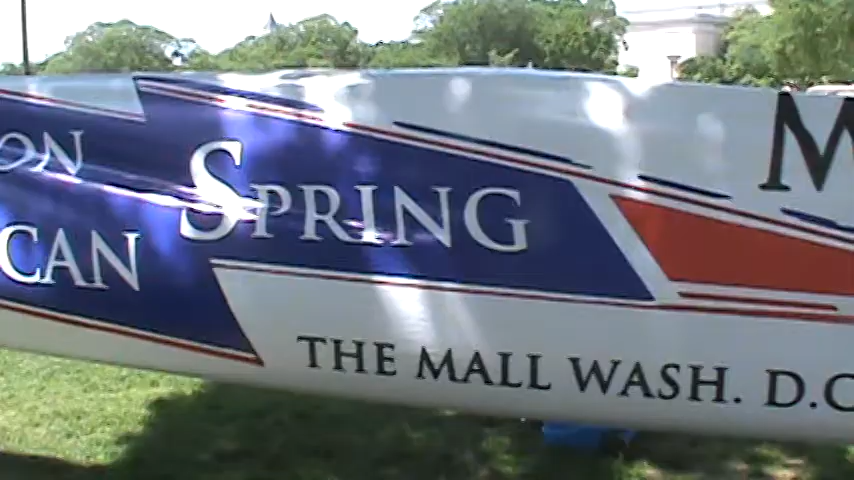 ON SPRING M
CAN
THE MALL WASH. D.C